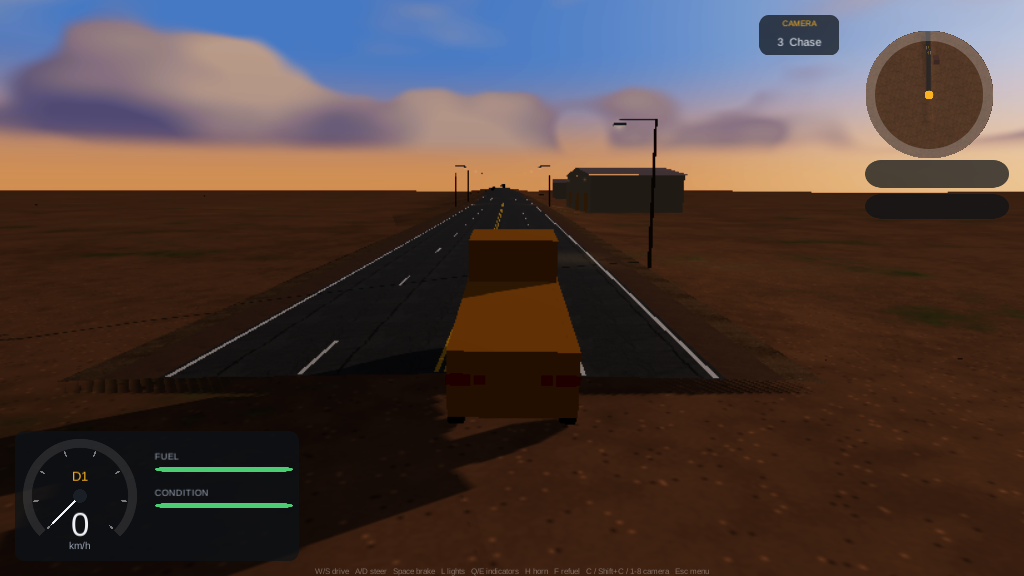 CAMERA
3 Chase
FUEL
D1
CONDITION
0
km/h
W/S drive A/D steer Space brake L lights Q/E indicators H horn F refuel C / Shift+C / 1-8 camera Esc menu